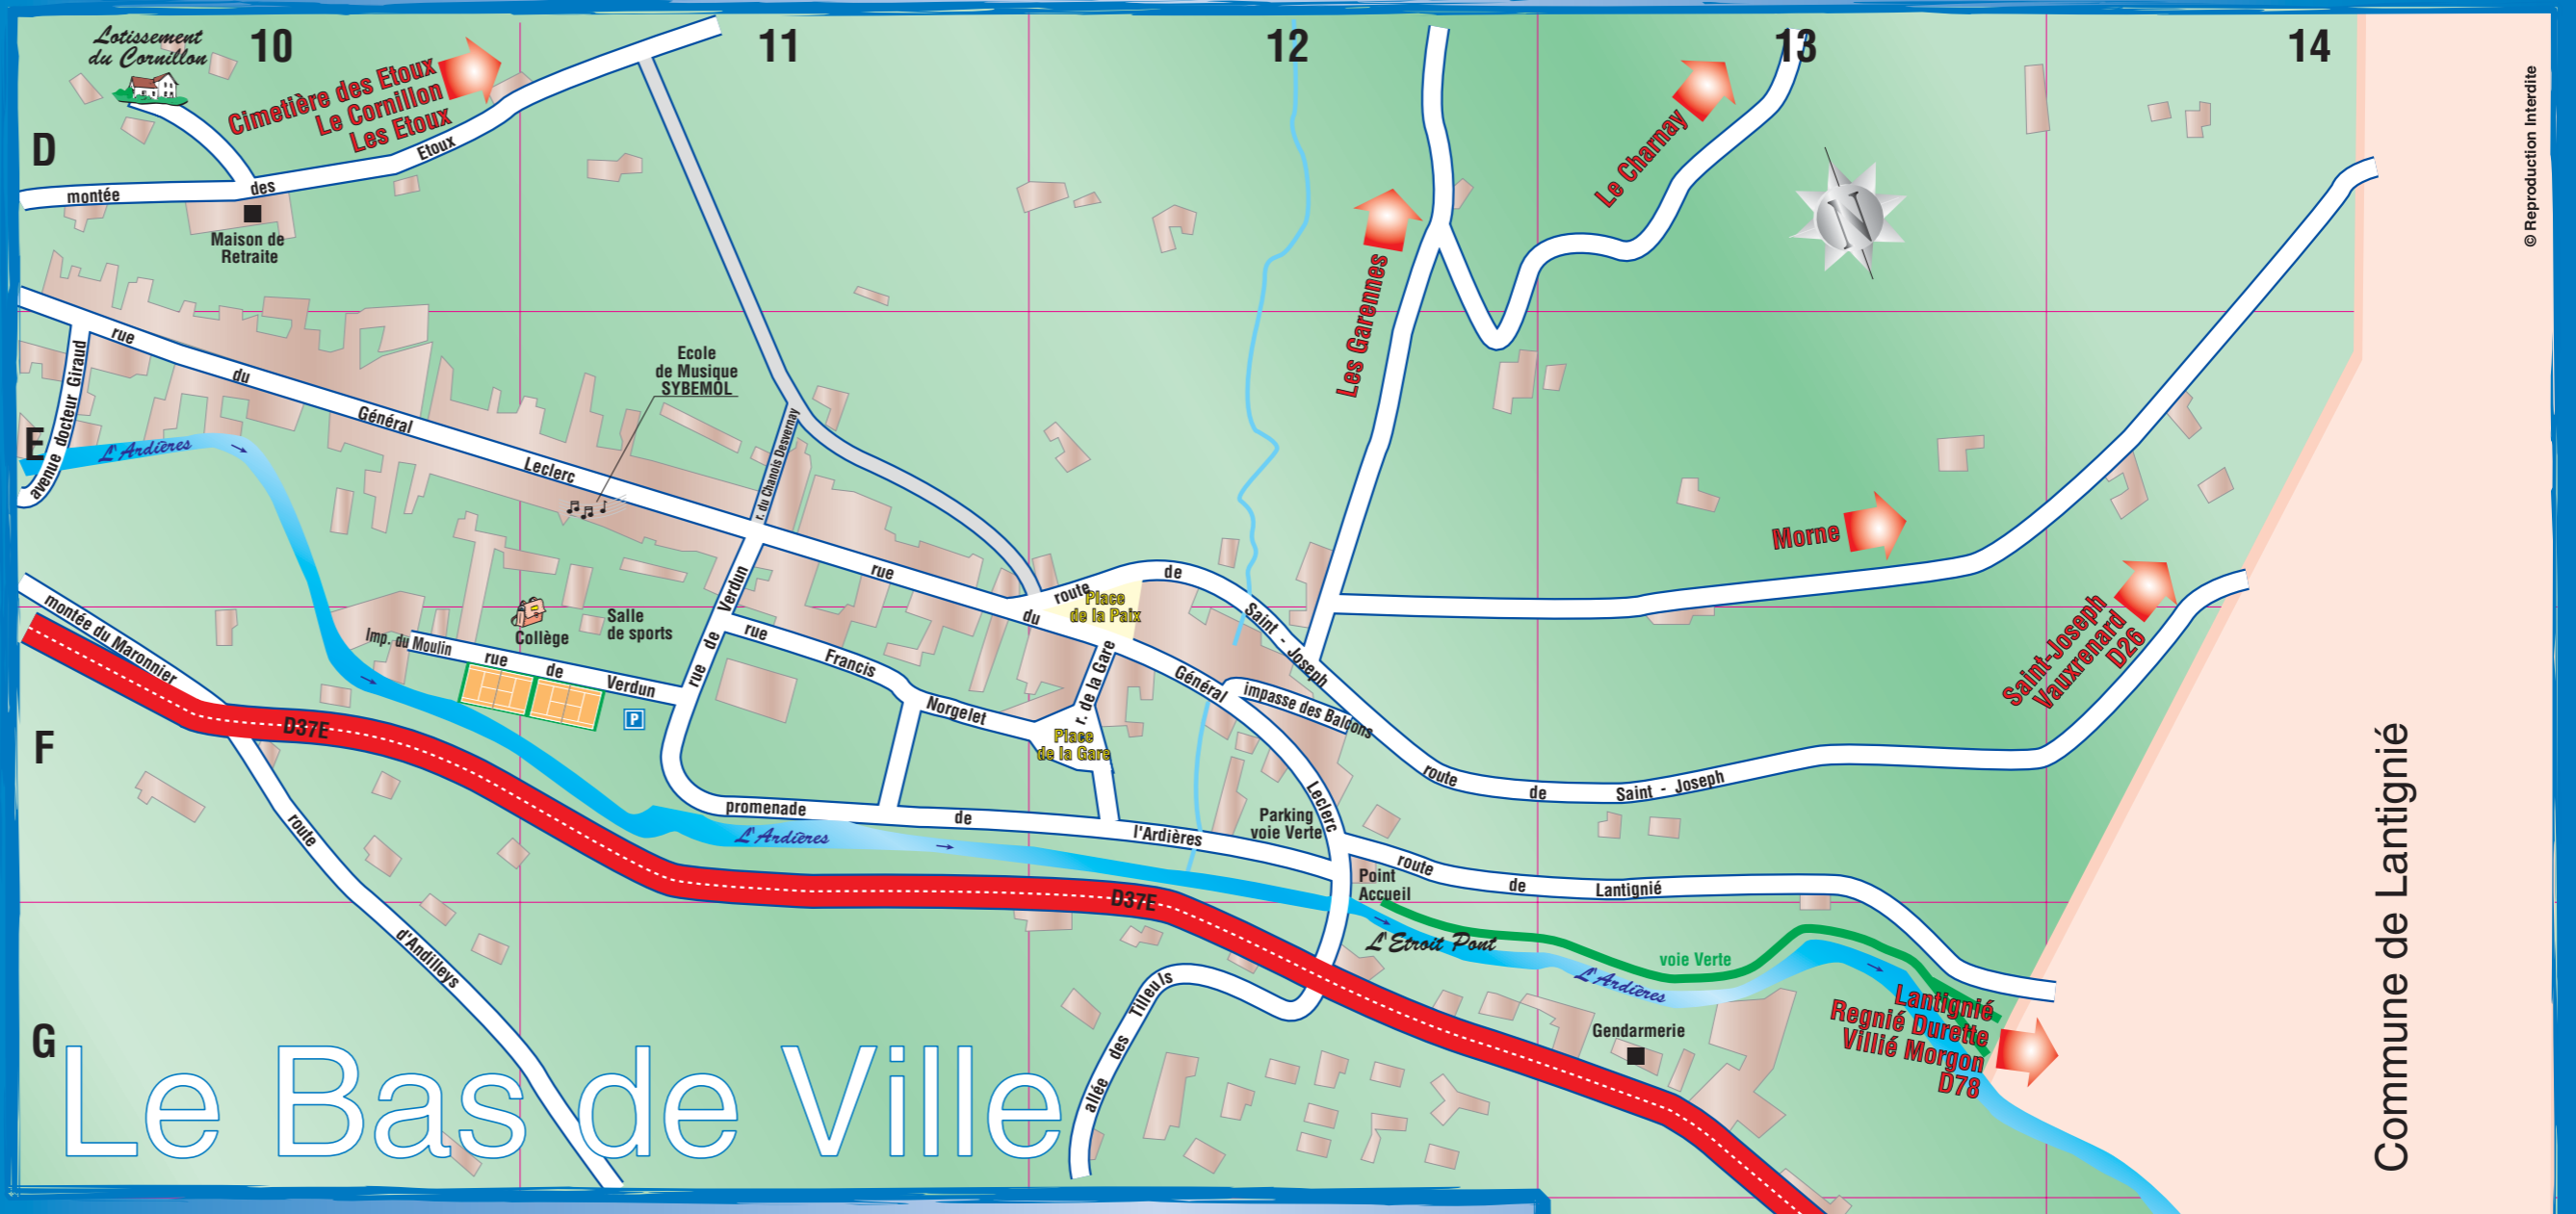 10
11
12
13
14
D
E
F
G
Lotissement
du Cornillon
Cimetière des Etoux
Le Cornillon
Les Etoux
montée des Etoux
Maison de
Retraite
Le Charnay
N
Les Garennes
© Reproduction Interdite
rue du Général Leclerc
avenue docteur Giraud
L'Ardières
Ecole
de Musique
SYBEMOL
r. du Chanois Desvernay
Morne
Saint-Joseph
Vauxrenard
D26
rue du Général Leclerc
route de Saint - Joseph
Place
de la Paix
montée du Maronnier
Imp. du Moulin
Collège
Salle
de sports
rue de Verdun
rue de Verdun
P
rue Francis Norgelet
r. de la Gare
Place
de la Gare
impasse des Balcons
route de Saint - Joseph
D37E
promenade de l'Ardières
L'Ardières
Parking
voie Verte
Point
Accueil
route de Lantignié
D37E
route d'Andilleys
L'Etroit Pont
voie Verte
L'Ardières
allée des Tilleuls
Gendarmerie
Lantignié
Regnié Durette
Villié Morgon
D78
Commune de Lantignié
Le Bas de Ville